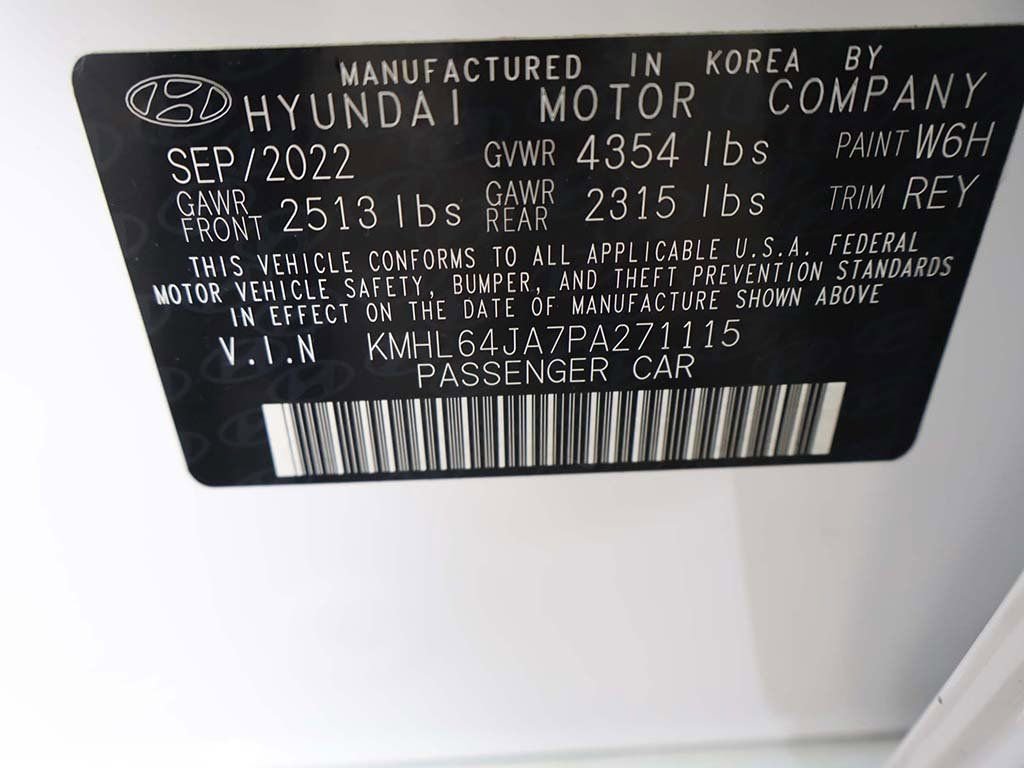 MANUFACTURED IN KOREA BY
HYUNDAI MOTOR COMPANY
SEP/2022 GVWR 4354 lbs PAINT W6H
GAWR FRONT 2513 lbs GAWR REAR 2315 lbs TRIM REY
THIS VEHICLE CONFORMS TO ALL APPLICABLE U.S.A. FEDERAL
MOTOR VEHICLE SAFETY, BUMPER, AND THEFT PREVENTION STANDARDS
IN EFFECT ON THE DATE OF MANUFACTURE SHOWN ABOVE
V.I.N KMHL64JA7PA271115
PASSENGER CAR